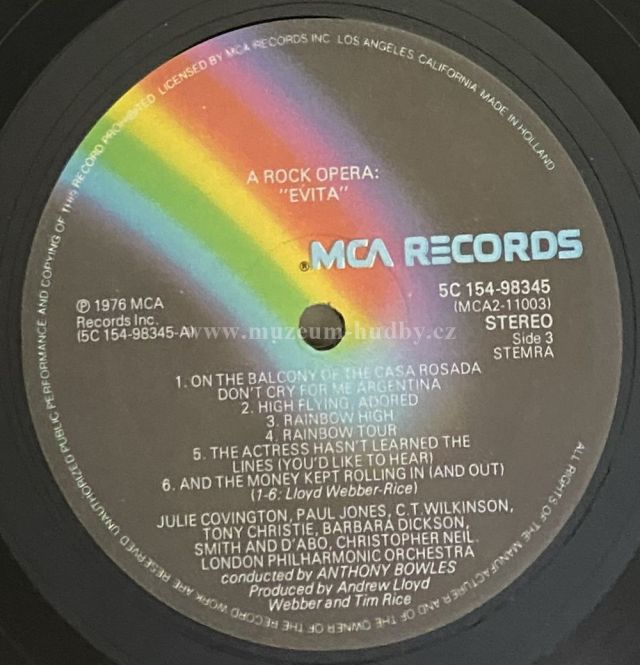 UNAUTHORIZED PUBLIC PERFORMANCE AND COPYING OF THIS RECORD PROHIBITED LICENSED BY MCA RECORDS INC. LOS ANGELES CALIFORNIA MADE IN HOLLAND
A ROCK OPERA:
"EVITA"
®MCA RECORDS
℗ 1976 MCA
Records Inc.
(5C 154-98345-A)
5C 154-98345
(MCA2-11003)
STEREO
Side 3
STEMRA
www.muzeum-hudby.cz
1. ON THE BALCONY OF THE CASA ROSADA
DON'T CRY FOR ME ARGENTINA
2. HIGH FLYING, ADORED
3. RAINBOW HIGH
4. RAINBOW TOUR
5. THE ACTRESS HASN'T LEARNED THE
LINES (YOU'D LIKE TO HEAR)
6. AND THE MONEY KEPT ROLLING IN (AND OUT)
(1-6: Lloyd Webber-Rice)
JULIE COVINGTON, PAUL JONES, C.T. WILKINSON,
TONY CHRISTIE, BARBARA DICKSON,
SMITH AND D'ABO, CHRISTOPHER NEIL.
LONDON PHILHARMONIC ORCHESTRA
conducted by ANTHONY BOWLES
Produced by Andrew Lloyd
Webber and Tim Rice
ALL RIGHTS OF THE MANUFACTURER AND OF THE OWNER OF THE RECORD WORK ARE RESERVED